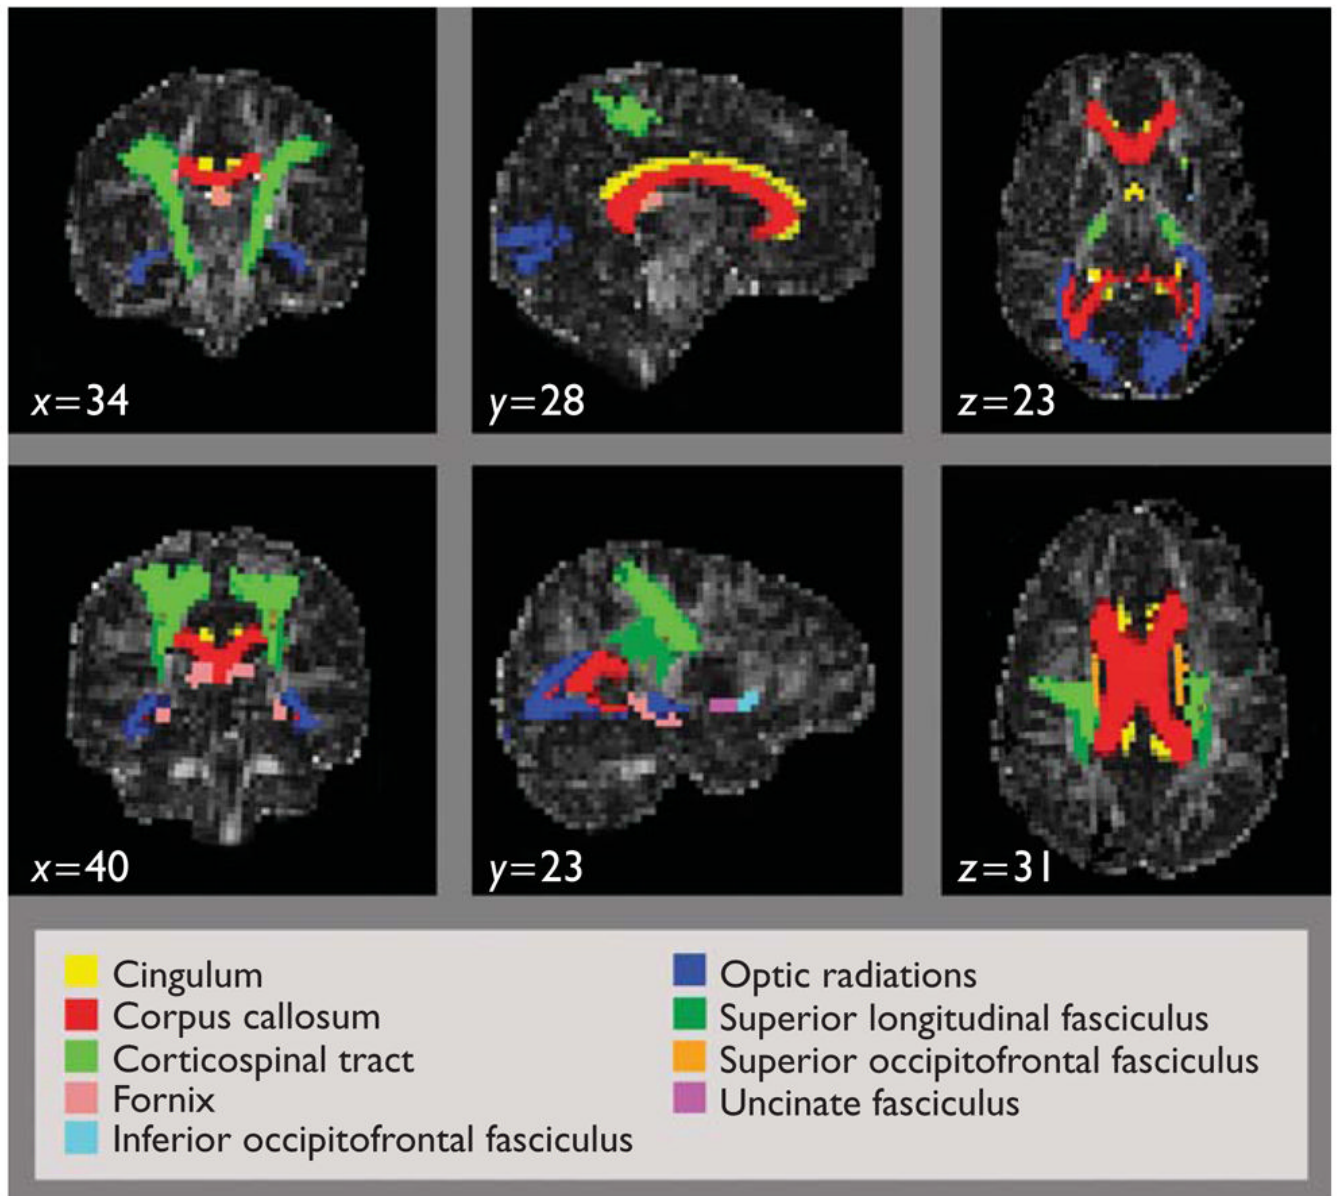 x=34
y=28
z=23
x=40
y=23
z=31
Cingulum
Corpus callosum
Corticospinal tract
Fornix
Inferior occipitofrontal fasciculus
Optic radiations
Superior longitudinal fasciculus
Superior occipitofrontal fasciculus
Uncinate fasciculus